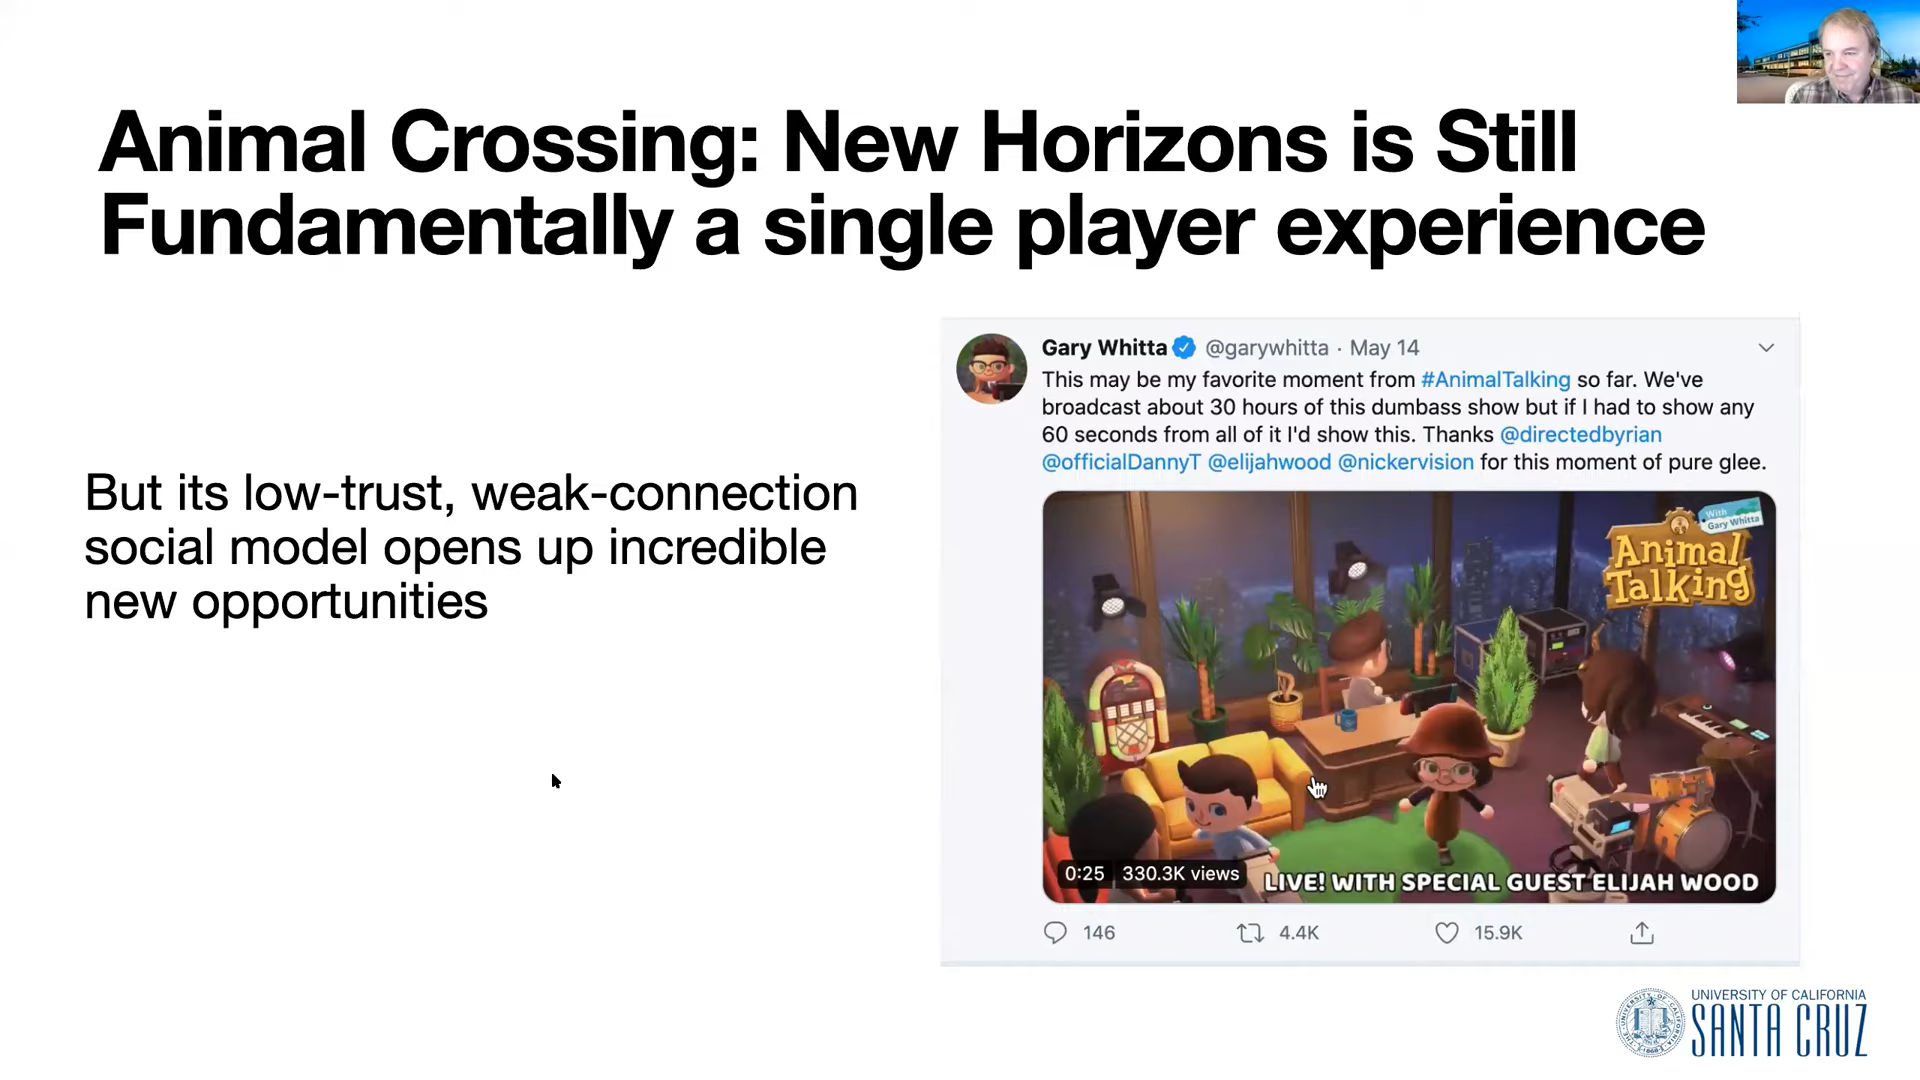 Animal Crossing: New Horizons is Still
Fundamentally a single player experience
But its low-trust, weak-connection
social model opens up incredible
new opportunities
Gary Whitta @garywhitta · May 14
This may be my favorite moment from #AnimalTalking so far. We've
broadcast about 30 hours of this dumbass show but if I had to show any
60 seconds from all of it I'd show this. Thanks @directedbyrian
@officialDannyT @elijahwood @nickervision for this moment of pure glee.
With
Gary Whitta
Animal
Talking
0:25 330.3K views
LIVE! WITH SPECIAL GUEST ELIJAH WOOD
146 4.4K 15.9K
UNIVERSITY OF CALIFORNIA
SANTA CRUZ